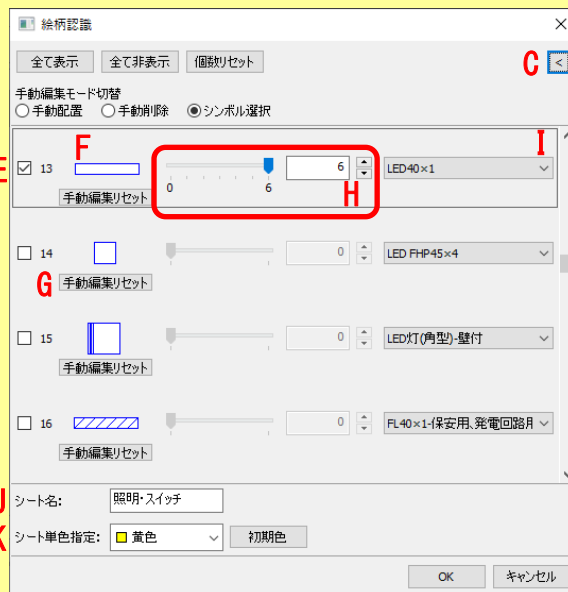 絵柄認識
全て表示 全て非表示 個数リセット C <
手動編集モード切替
手動配置 手動削除 シンボル選択
F I
E 13 6 LED40×1
手動編集リセット 0 6 H
14 0 LED FHP45×4
G 手動編集リセット
15 0 LED灯(角型)-壁付
手動編集リセット
16 0 FL40×1-保安用、発電回路用
手動編集リセット
J シート名: 照明・スイッチ
K シート単色指定: 黄色 初期色
OK キャンセル